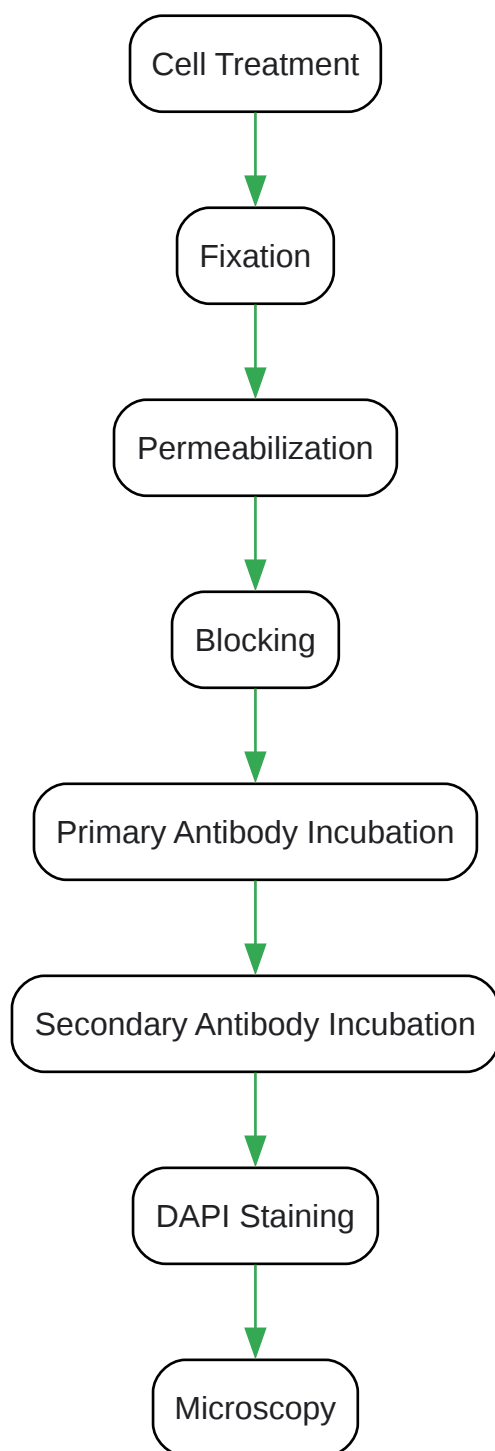 Cell Treatment
Fixation
Permeabilization
Blocking
Primary Antibody Incubation
Secondary Antibody Incubation
DAPI Staining
Microscopy